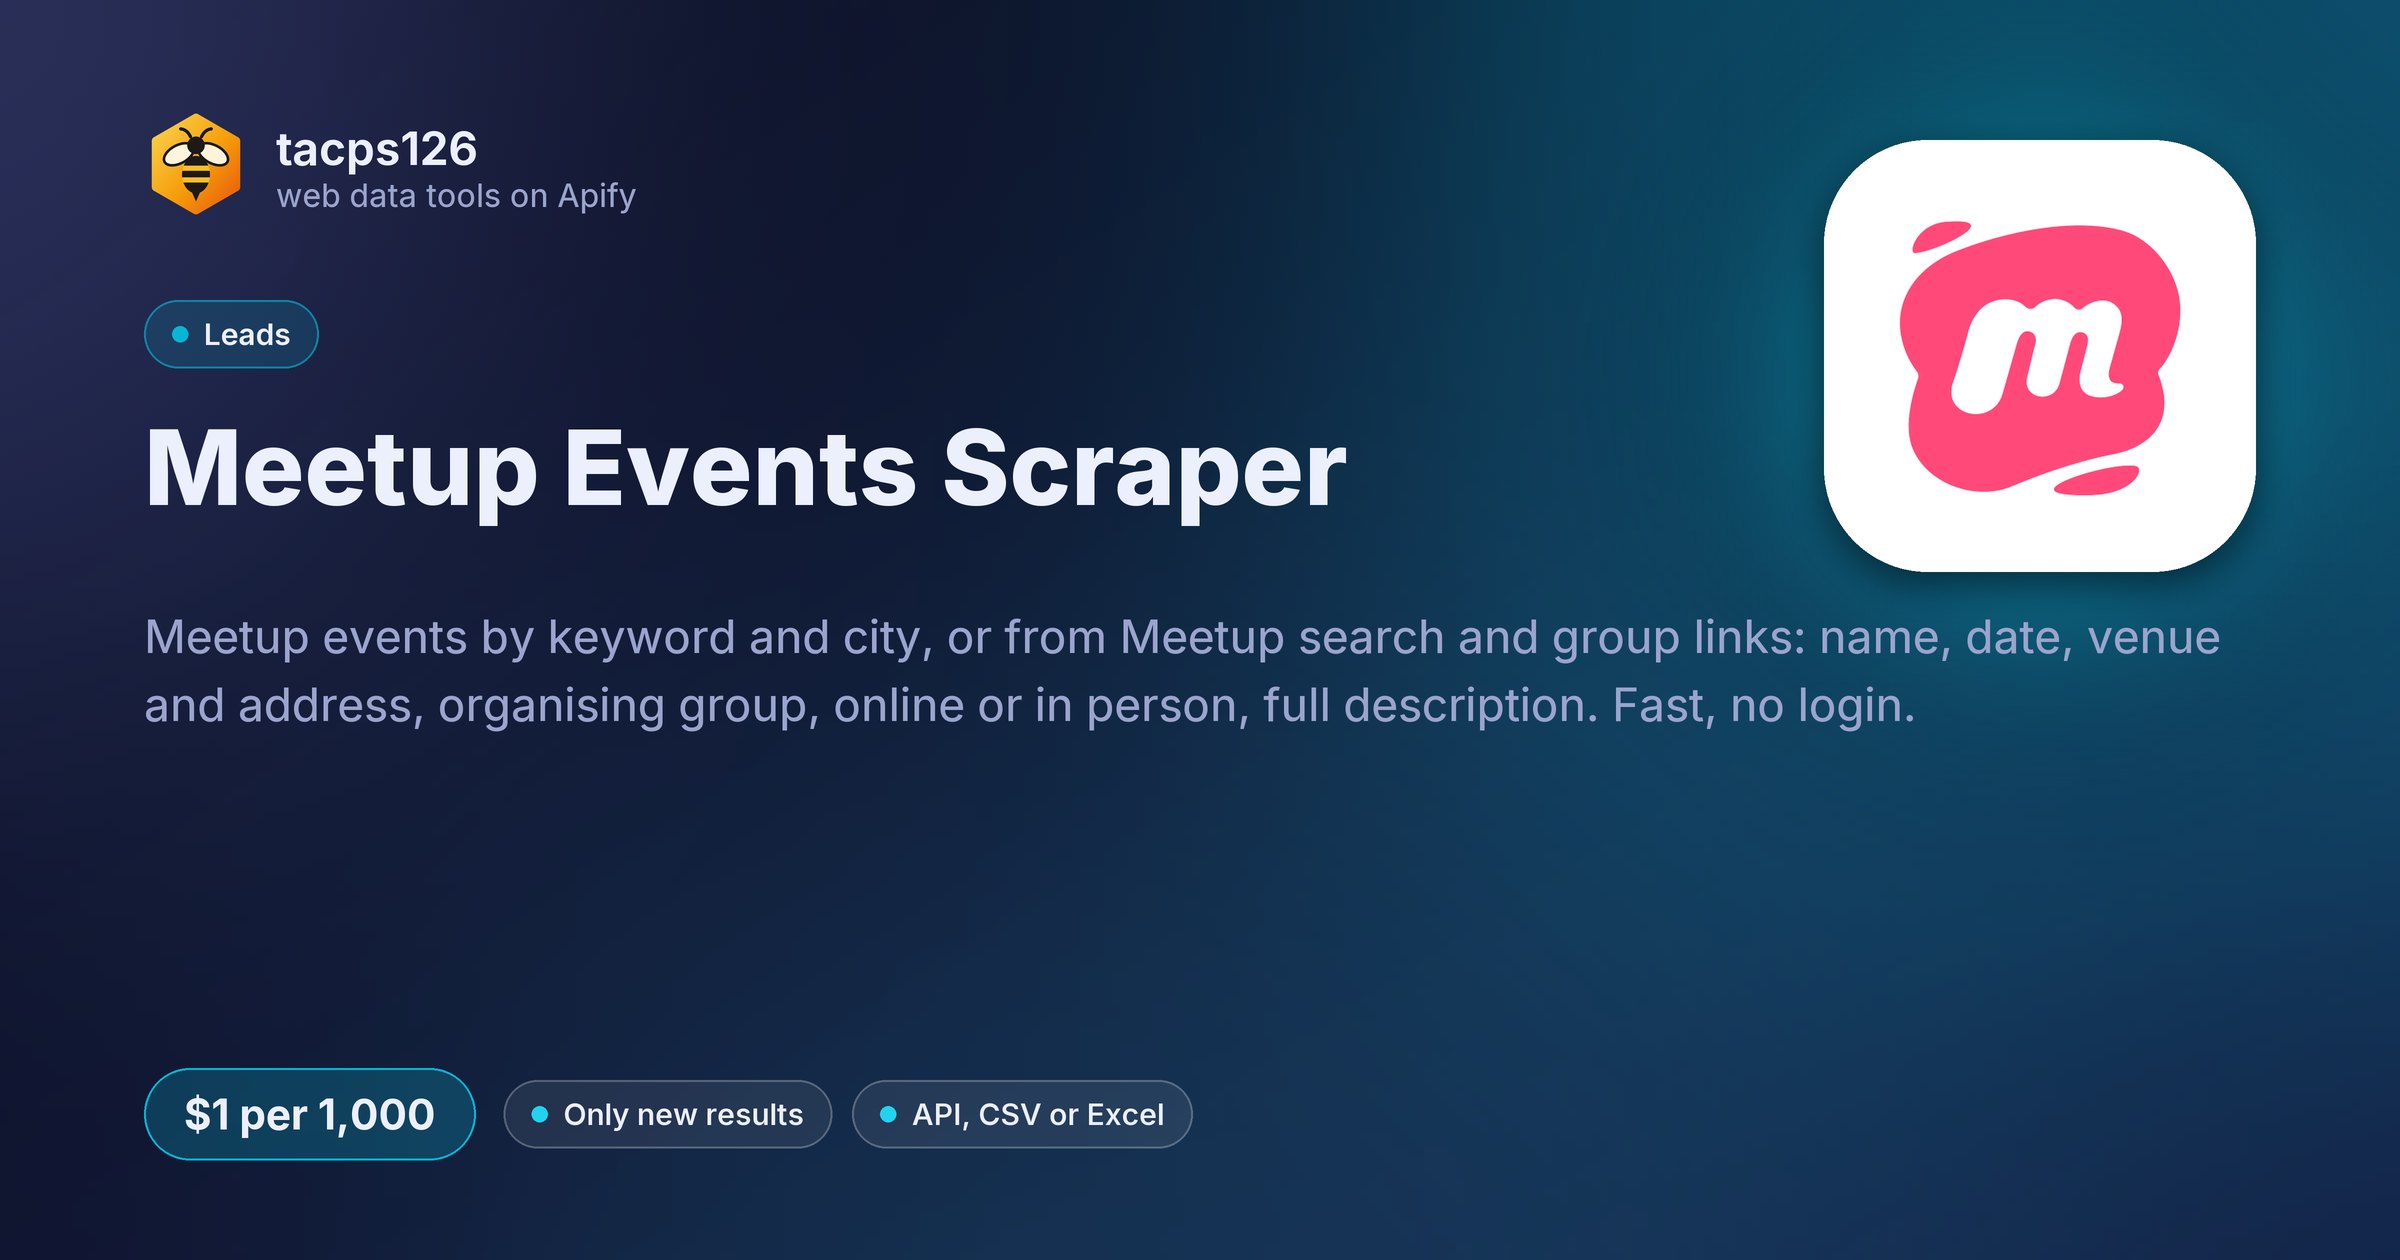 tacps126
web data tools on Apify
Leads
Meetup Events Scraper
m
Meetup events by keyword and city, or from Meetup search and group links: name, date, venue
and address, organising group, online or in person, full description. Fast, no login.
$1 per 1,000
Only new results
API, CSV or Excel